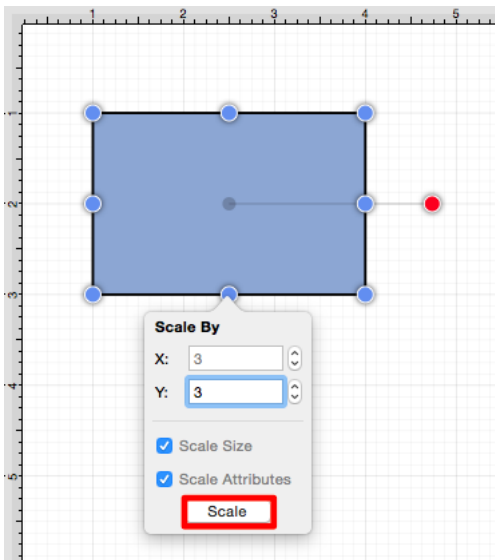 1 2 3 4 5
1
2
3
4
5
Scale By
X: 3
Y: 3
Scale Size
Scale Attributes
Scale